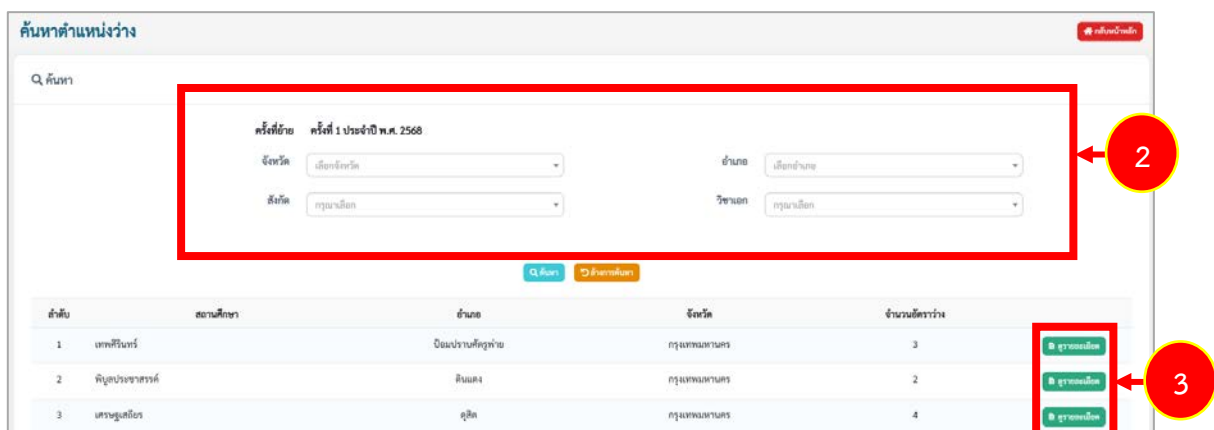 ค้นหาตำแหน่งว่าง กลับหน้าหลัก
ค้นหา
ครั้งที่ย้าย ครั้งที่ 1 ประจำปี พ.ศ. 2568
จังหวัด เลือกจังหวัด อำเภอ เลือกอำเภอ
2
สังกัด กรุณาเลือก วิชาเอก กรุณาเลือก
ค้นหา ล้างการค้นหา
ลำดับ สถานศึกษา อำเภอ จังหวัด จำนวนอัตราว่าง
1 เทพศิรินทร์ ป้อมปราบศัตรูพ่าย กรุงเทพมหานคร 3 ดูรายละเอียด
2 พิบูลประชาสรรค์ ดินแดง กรุงเทพมหานคร 2 ดูรายละเอียด
3
3 เศรษฐเสถียร ดุสิต กรุงเทพมหานคร 4 ดูรายละเอียด